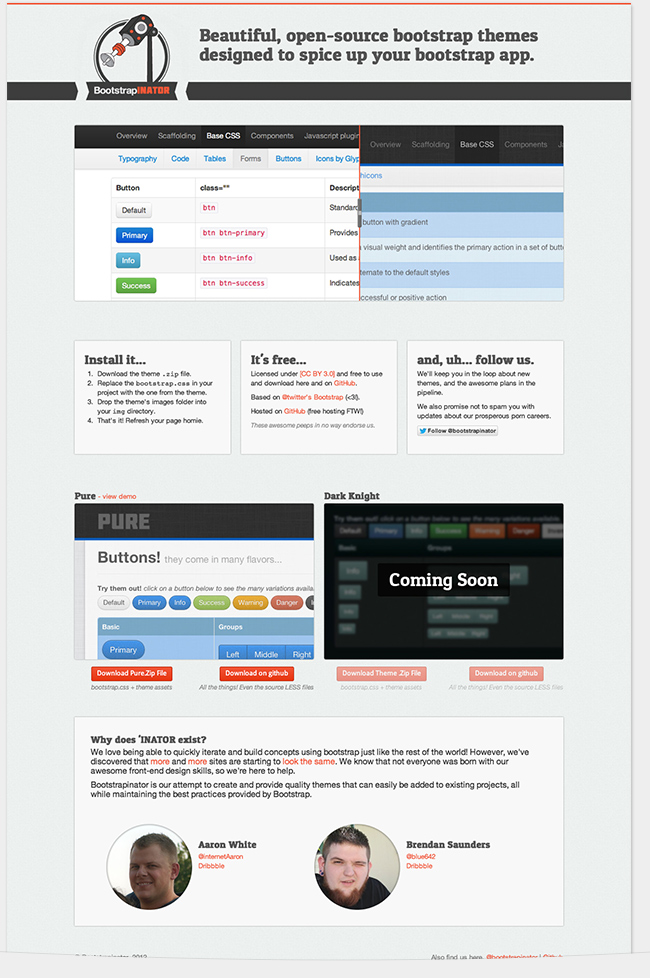 Beautiful, open-source bootstrap themes
designed to spice up your bootstrap app.
BootstrapINATOR
Overview Scaffolding Base CSS Components Javascript plugin
Overview Scaffolding Base CSS Components
Typography Code Tables Forms Buttons Icons by Glyp
hicons
Button class="" Descript
Default btn Standard
button with gradient
Primary btn btn-primary Provides
visual weight and identifies the primary action in a set of butt
Info btn btn-info Used as
ternate to the default styles
Success btn btn-success Indicates
ccessful or positive action
Install it...
1. Download the theme .zip file.
2. Replace the bootstrap.css in your
project with the one from the theme.
3. Drop the theme's images folder into
your img directory.
4. That's it! Refresh your page homie.
It's free...
Licensed under [CC BY 3.0] and free to use
and download here and on GitHub.
Based on @twitter's Bootstrap (<3!).
Hosted on GitHub (free hosting FTW!)
These awesome peeps in no way endorse us.
and, uh... follow us.
We'll keep you in the loop about new
themes, and the awesome plans in the
pipeline.
We also promise not to spam you with
updates about our prosperous porn careers.
Follow @bootstrapinator
Pure - view demo
PURE
Buttons! they come in many flavors...
Try them out! click on a button below to see the many variations availa
Default Primary Info Success Warning Danger
Basic Groups
Primary Left Middle Right
Download Pure.Zip File Download on github
bootstrap.css + theme assets All the things! Even the source LESS files
Dark Knight
Try them out! click on a button below to see the many variations available
Default Primary Info Success Warning Danger
Basic Groups
Coming Soon
Download Theme .Zip File Download on github
bootstrap.css + theme assets All the things! Even the source LESS files
Why does 'INATOR exist?
We love being able to quickly iterate and build concepts using bootstrap just like the rest of the world! However, we've
discovered that more and more sites are starting to look the same. We know that not everyone was born with our
awesome front-end design skills, so we're here to help.
Bootstrapinator is our attempt to create and provide quality themes that can easily be added to existing projects, all
while maintaining the best practices provided by Bootstrap.
Aaron White
@internetAaron
Dribbble
Brendan Saunders
@blue642
Dribbble
Also find us here. @bootstrapinator | Github